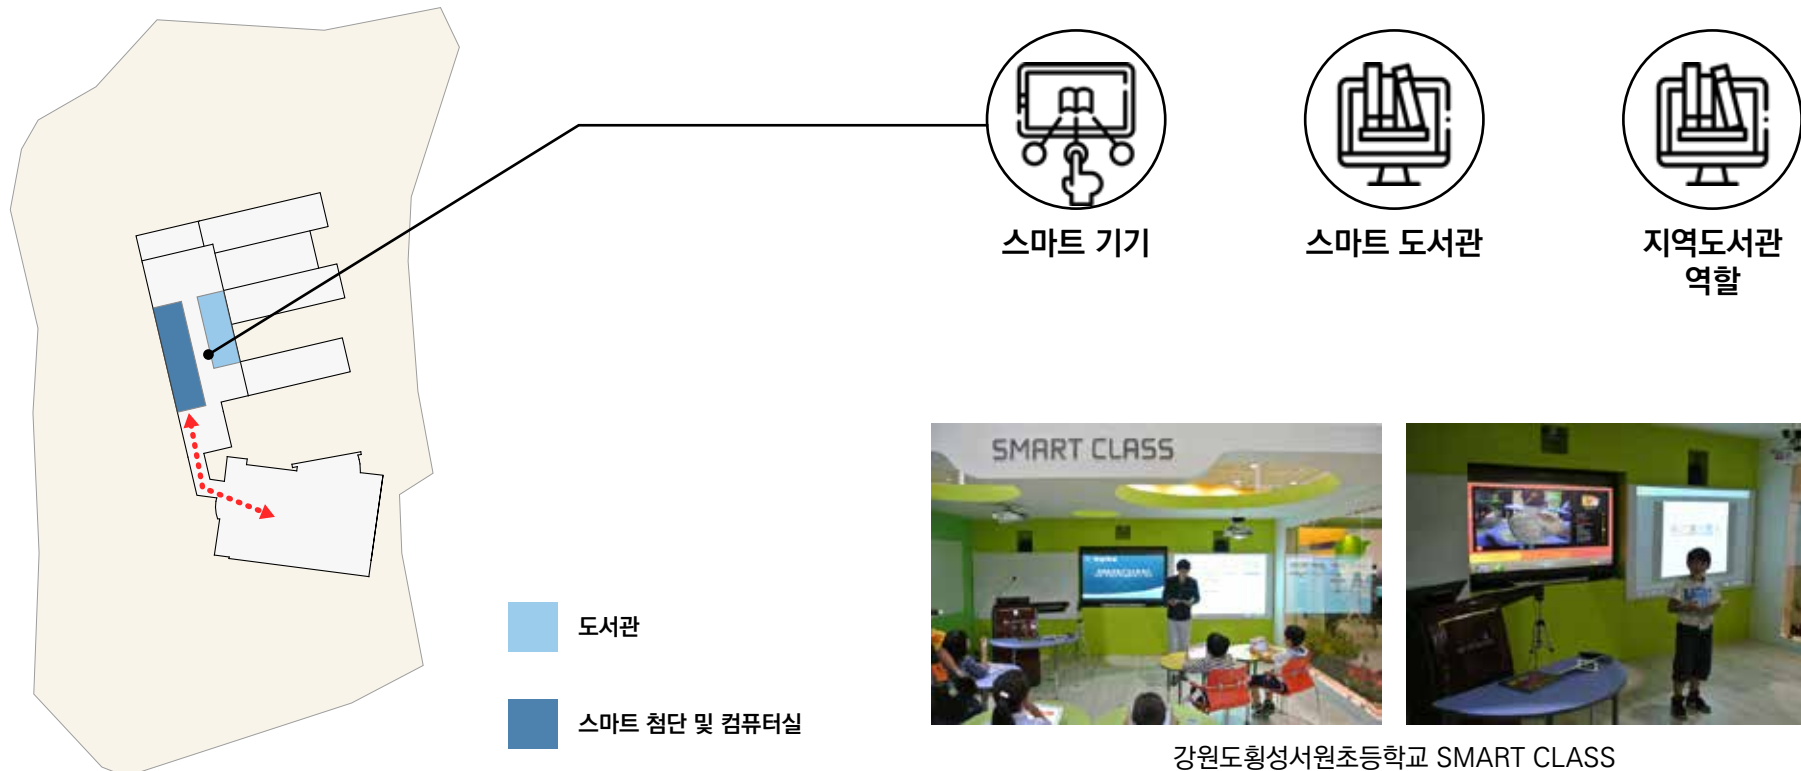 스마트 기기
스마트 도서관
지역도서관
역할
SMART CLASS
도서관
스마트 첨단 및 컴퓨터실
강원도횡성서원초등학교 SMART CLASS